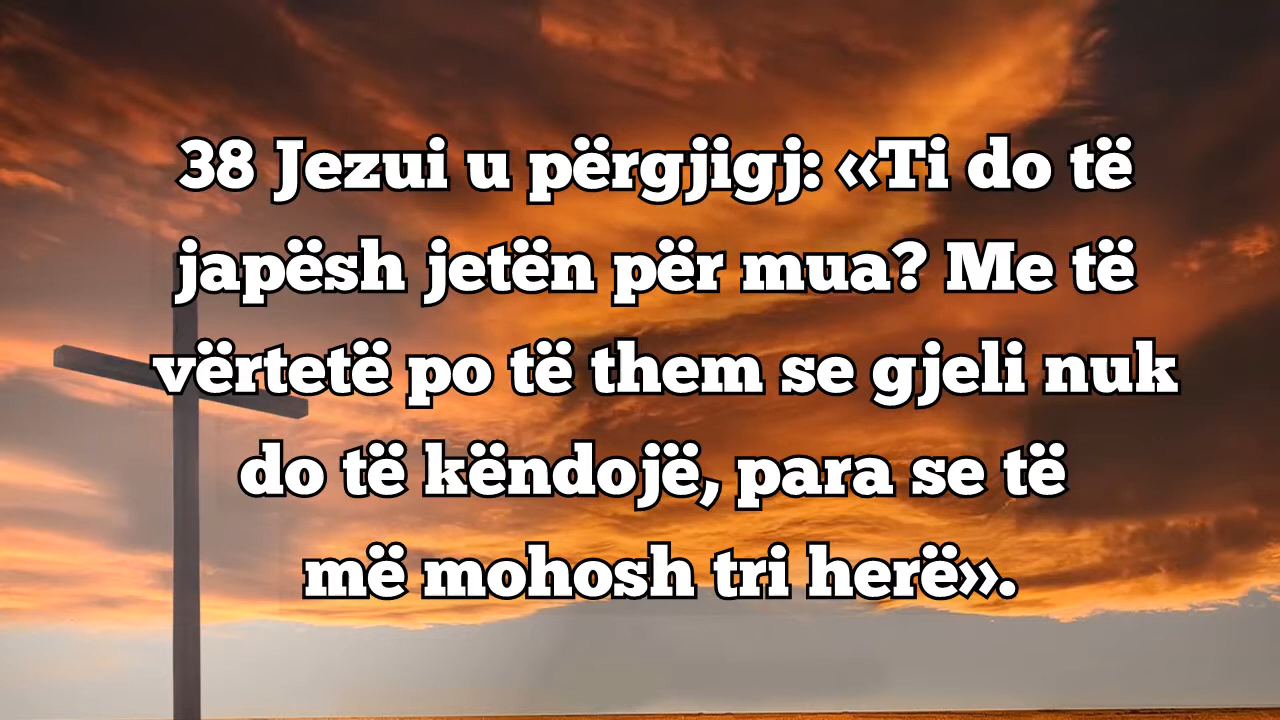 38 Jezui u përgjigj: «Ti do të
japësh jetën për mua? Me të
vërtetë po të them se gjeli nuk
do të këndojë, para se të
më mohosh tri herë».